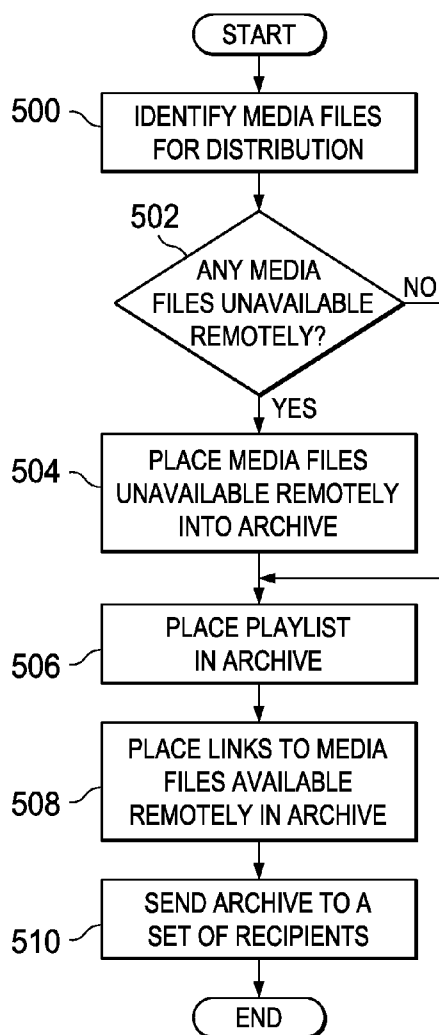 START
500
IDENTIFY MEDIA FILES
FOR DISTRIBUTION
502
ANY MEDIA
FILES UNAVAILABLE
REMOTELY?
NO
YES
504
PLACE MEDIA FILES
UNAVAILABLE REMOTELY
INTO ARCHIVE
506
PLACE PLAYLIST
IN ARCHIVE
508
PLACE LINKS TO MEDIA
FILES AVAILABLE
REMOTELY IN ARCHIVE
510
SEND ARCHIVE TO A
SET OF RECIPIENTS
END